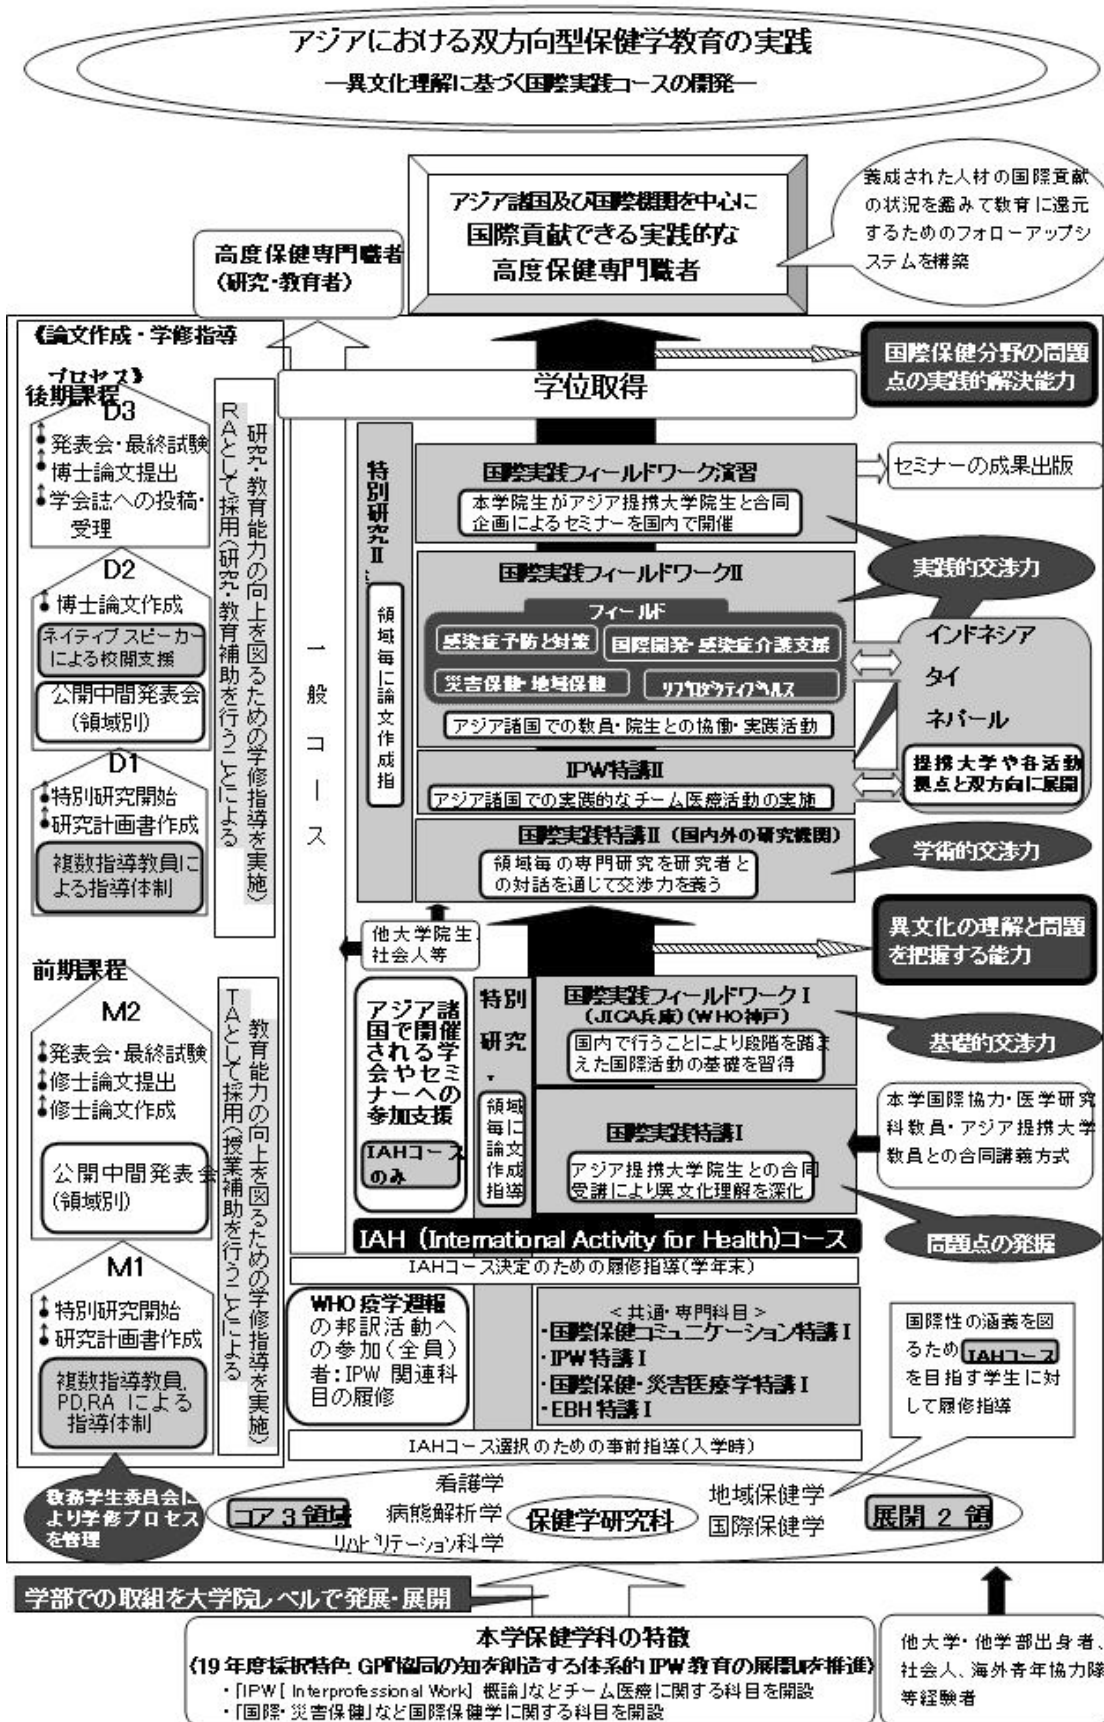 アジアにおける双方向型保健学教育の実践
―異文化理解に基づく国際実践コースの開発―
アジア諸国及び国際機関を中心に
国際貢献できる実践的な
高度保健専門職者
養成された人材の国際貢献
の状況を鑑みて教育に還元
するためのフォローアップシ
ステムを構築
高度保健専門職者
(研究・教育者)
《論文作成・学修指導
プロセス》
後期課程
D3
発表会・最終試験
博士論文提出
学会誌への投稿・
受理
D2
博士論文作成
ネイティブスピーカー
による校閲支援
公開中間発表会
(領域別)
D1
特別研究開始
研究計画書作成
複数指導教員に
よる指導体制
研究・教育能力の向上を図るための学修指導を実施)
RAとして採用(研究・教育補助を行うことによる
前期課程
M2
発表会・最終試験
修士論文提出
修士論文作成
公開中間発表会
(領域別)
M1
特別研究開始
研究計画書作成
複数指導教員,
PD,RA による
指導体制
教育能力の向上を図るための学修指導を実施)
TAとして採用(授業補助を行うことによる
教務学生委員会に
より学修プロセス
を管理
一般コース
学位取得
国際保健分野の問題
点の実践的解決能力
特別研究Ⅱ
領域毎に論文作成指
国際実践フィールドワーク演習
本学院生がアジア提携大学院生と合同
企画によるセミナーを国内で開催
セミナーの成果出版
国際実践フィールドワークⅡ
フィールド
感染症予防と対策
国際開発・感染症介護支援
災害保健・地域保健
リプロダクティブヘルス
アジア諸国での教員・院生との協働・実践活動
実践的交渉力
インドネシア
タイ
ネパール
提携大学や各活動
拠点と双方向に展開
IPW特講Ⅱ
アジア諸国での実践的なチーム医療活動の実施
国際実践特講Ⅱ(国内外の研究機関)
領域毎の専門研究を研究者と
の対話を通じて交渉力を養う
学術的交渉力
他大学院生,
社会人等
異文化の理解と問題
を把握する能力
アジア諸
国で開催
される学
会やセミ
ナーへの
参加支援
IAHコース
のみ
特別
研究
領域
毎に
論文
作成
指導
国際実践フィールドワークⅠ
(JICA兵庫)(WHO神戸)
国内で行うことにより段階を踏ま
えた国際活動の基礎を習得
基礎的交渉力
国際実践特講Ⅰ
アジア提携大学院生との合同
受講により異文化理解を深化
本学国際協力・医学研究
科教員・アジア提携大学
教員との合同講義方式
問題点の発掘
IAH (International Activity for Health)コース
IAHコース決定のための履修指導(学年末)
WHO疫学週報
の邦訳活動へ
の参加(全員)
者:IPW 関連科
目の履修
<共通・専門科目>
・国際保健コミュニケーション特講Ⅰ
・IPW特講Ⅰ
・国際保健・災害医療学特講Ⅰ
・EBH特講Ⅰ
国際性の涵養を図
るためIAHコース
を目指す学生に対
して履修指導
IAHコース選択のための事前指導(入学時)
コア3領域
看護学
病態解析学
リハビリテーション科学
保健学研究科
地域保健学
国際保健学
展開2領
学部での取組を大学院レベルで発展・展開
本学保健学科の特徴
(19年度採択特色GP『協同の知を創造する体系的IPW教育の展開』を推進)
・「IPW[Interprofessional Work]概論」などチーム医療に関する科目を開設
・「国際・災害保健」など国際保健学に関する科目を開設
他大学・他学部出身者、
社会人、海外青年協力隊
等経験者